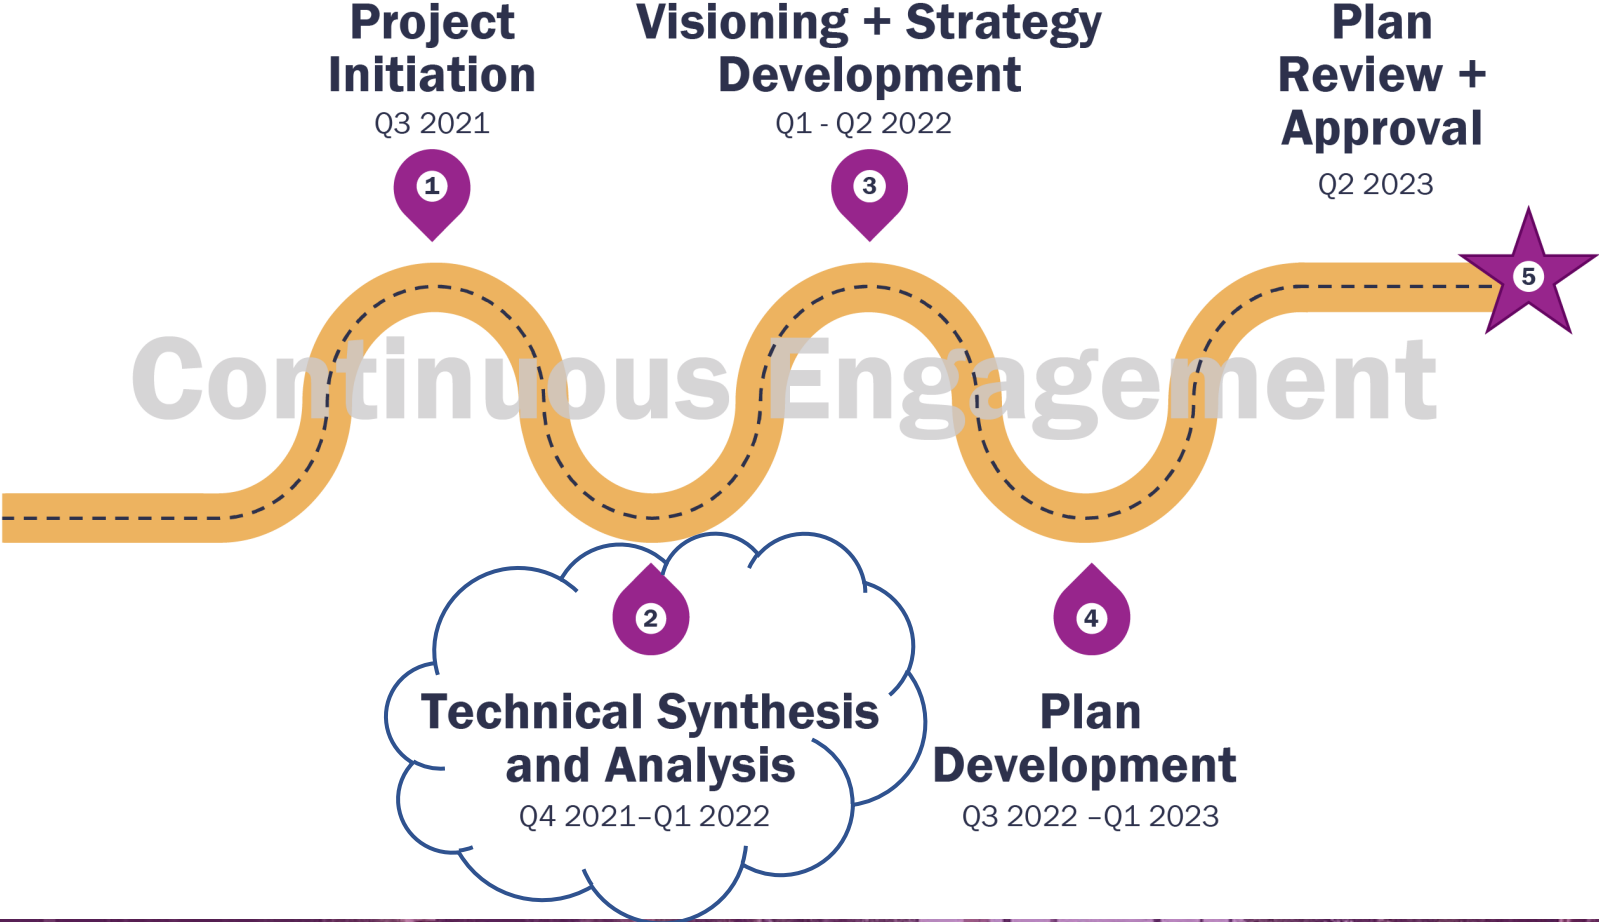 Project
Initiation
Q3 2021
1
Visioning + Strategy
Development
Q1 - Q2 2022
3
Plan
Review +
Approval
Q2 2023
5
Continuous Engagement
2
Technical Synthesis
and Analysis
Q4 2021–Q1 2022
4
Plan
Development
Q3 2022 –Q1 2023